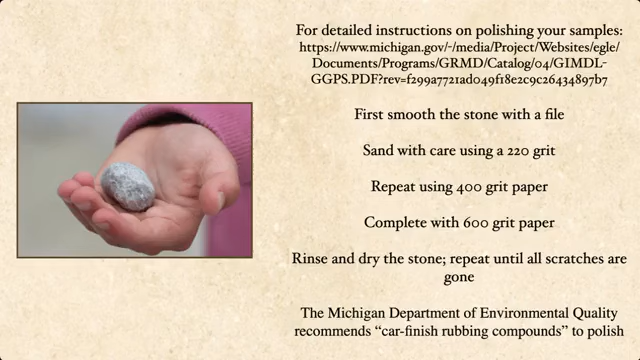 For detailed instructions on polishing your samples:
https://www.michigan.gov/-/media/Project/Websites/egle/
Documents/Programs/GRMD/Catalog/04/GIMDL-
GGPS.PDF?rev=f299a7721ad049f18e2c9c26434897b7
First smooth the stone with a file
Sand with care using a 220 grit
Repeat using 400 grit paper
Complete with 600 grit paper
Rinse and dry the stone; repeat until all scratches are
gone
The Michigan Department of Environmental Quality
recommends “car-finish rubbing compounds” to polish